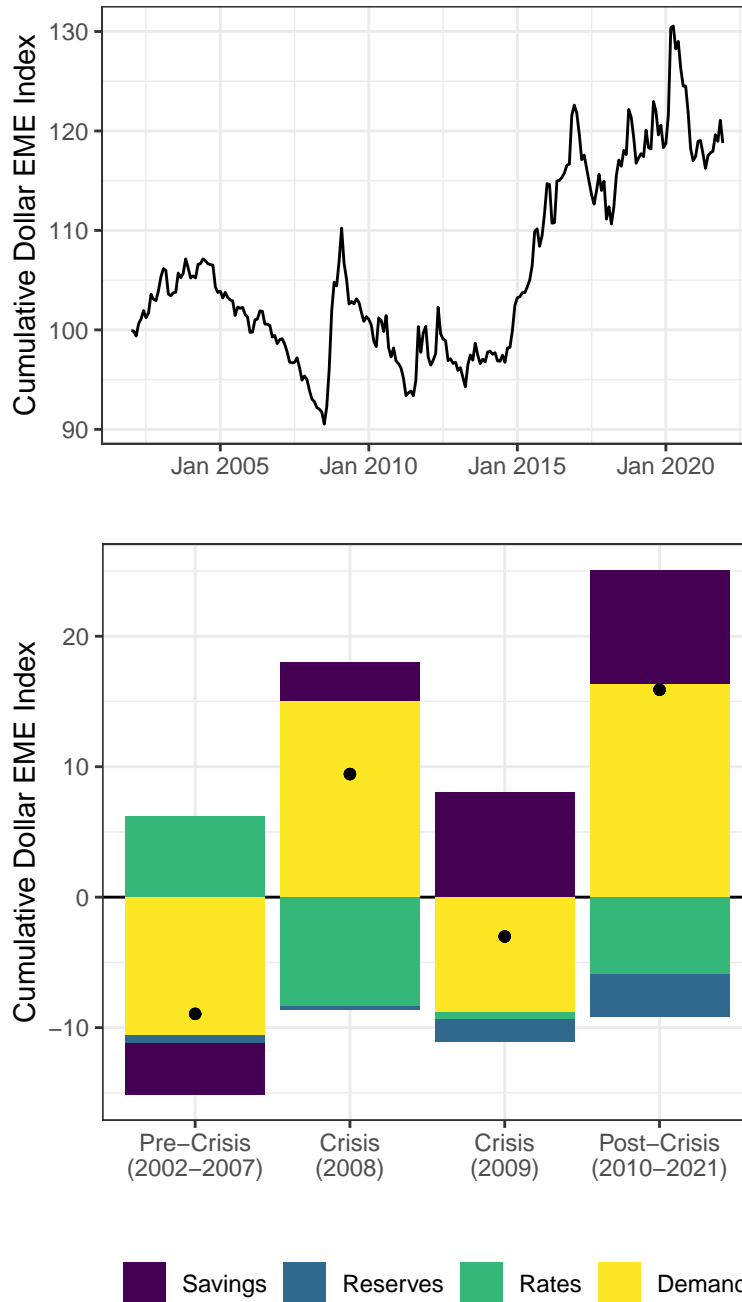 Cumulative Dollar EME Index
130
120
110
100
90
Jan 2005 Jan 2010 Jan 2015 Jan 2020
Cumulative Dollar EME Index
20
10
0
−10
Pre−Crisis Crisis Crisis Post−Crisis
(2002−2007) (2008) (2009) (2010−2021)
Savings Reserves Rates Demand